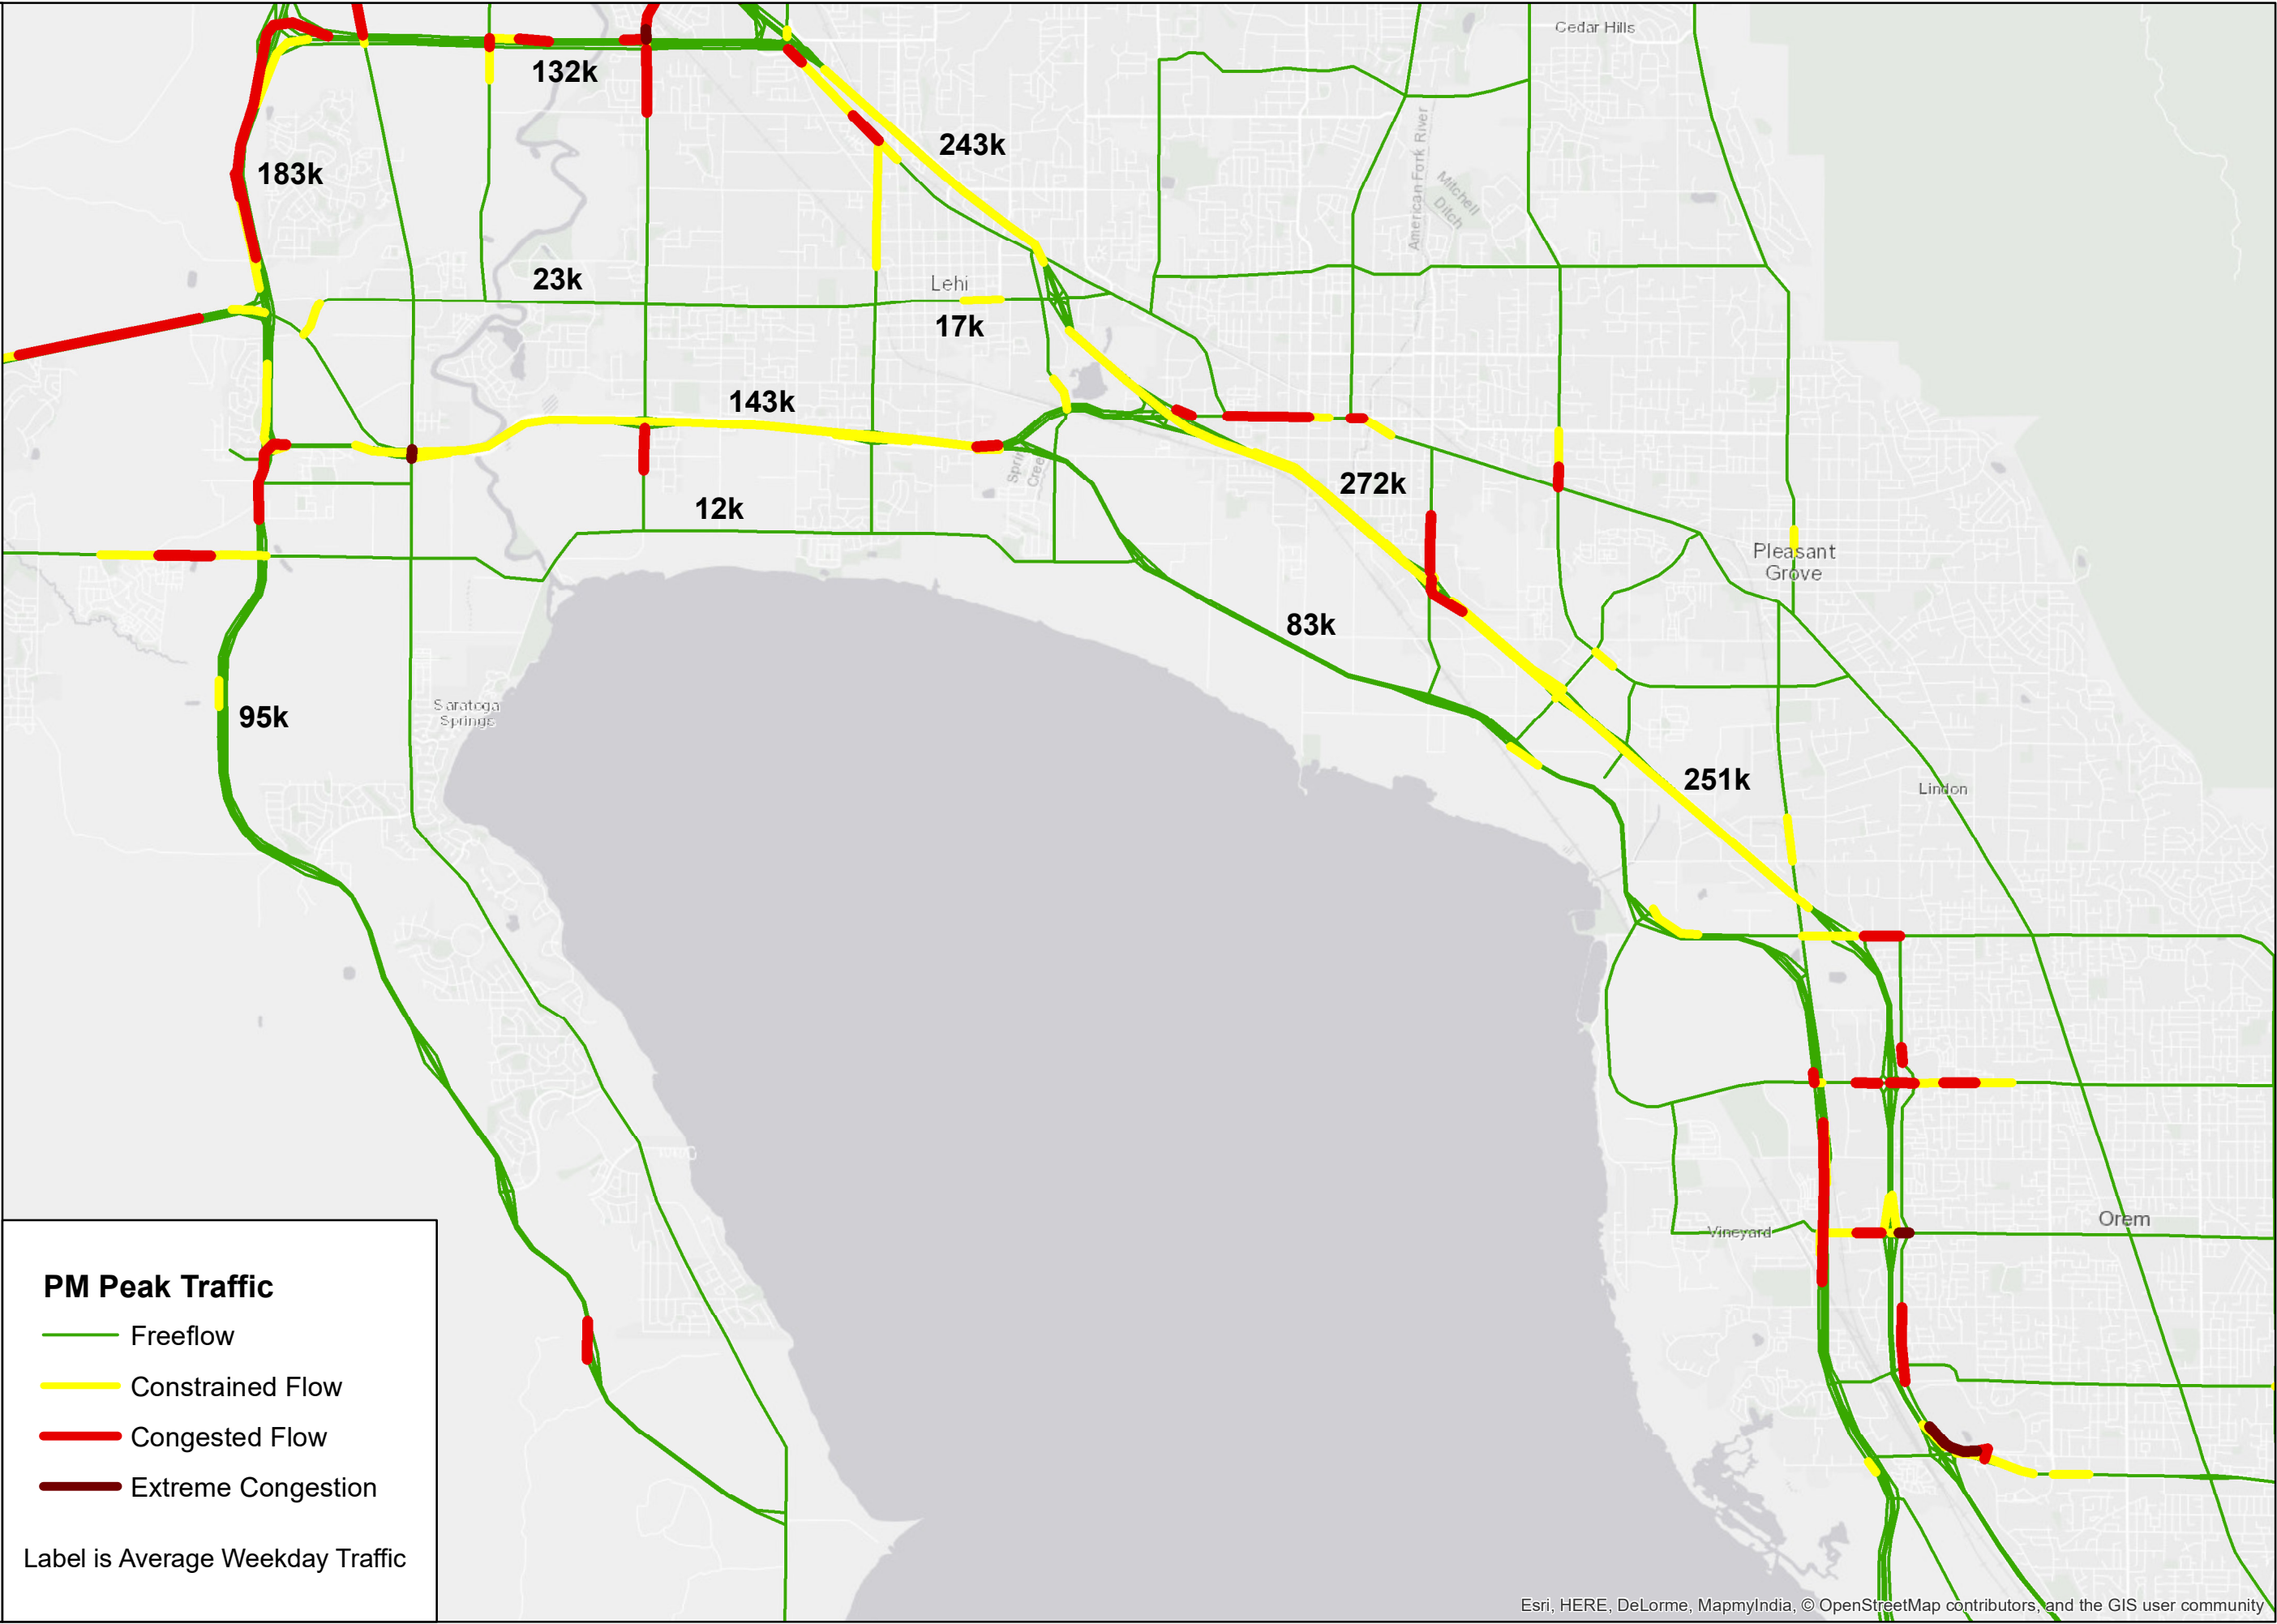 Cedar Hills
132k
243k
American Fork River
Mitchell
Ditch
183k
23k
Lehi
17k
143k
272k
12k
Pleasant
Grove
83k
Saratoga
Springs
95k
251k
Lindon
Orem
Vineyard
PM Peak Traffic
Freeflow
Constrained Flow
Congested Flow
Extreme Congestion
Label is Average Weekday Traffic
Esri, HERE, DeLorme, MapmyIndia, © OpenStreetMap contributors, and the GIS user community